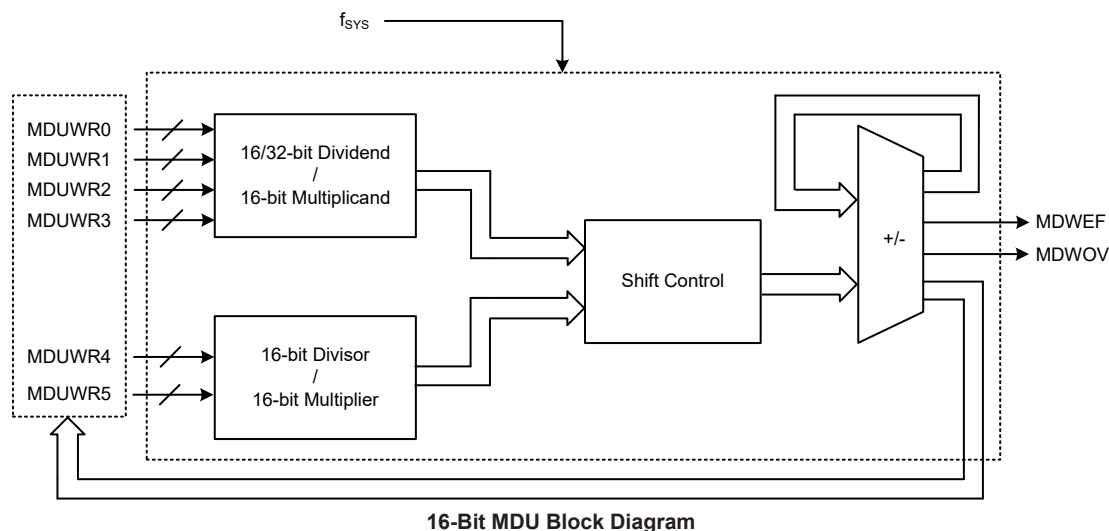 fSYS
MDUWR0
MDUWR1
MDUWR2
MDUWR3
16/32-bit Dividend
/
16-bit Multiplicand
MDUWR4
MDUWR5
16-bit Divisor
/
16-bit Multiplier
Shift Control
+/-
MDWEF
MDWOV
16-Bit MDU Block Diagram